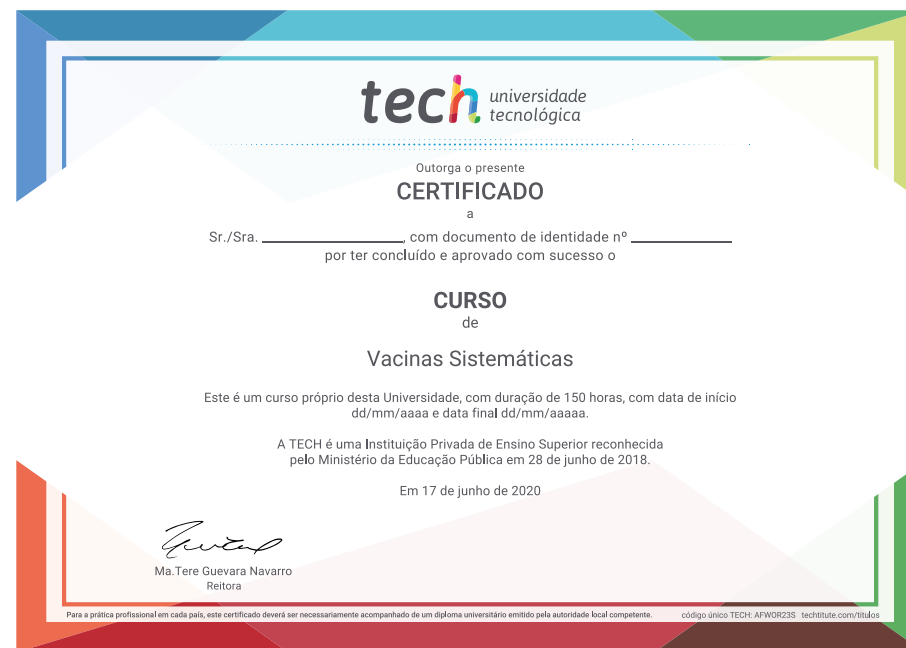 tech universidade
tecnológica
Outorga o presente
CERTIFICADO
a
Sr./Sra. ____________, com documento de identidade nº ____________
por ter concluído e aprovado com sucesso o
CURSO
de
Vacinas Sistemáticas
Este é um curso próprio desta Universidade, com duração de 150 horas, com data de início
dd/mm/aaaa e data final dd/mm/aaaaa.
A TECH é uma Instituição Privada de Ensino Superior reconhecida
pelo Ministério da Educação Pública em 28 de junho de 2018.
Em 17 de junho de 2020
Ma.Tere Guevara Navarro
Reitora
Para a prática profissional em cada país, este certificado deverá ser necessariamente acompanhado de um diploma universitário emitido pela autoridade local competente. código único TECH: AFWOR23S techtitute.com/titulos